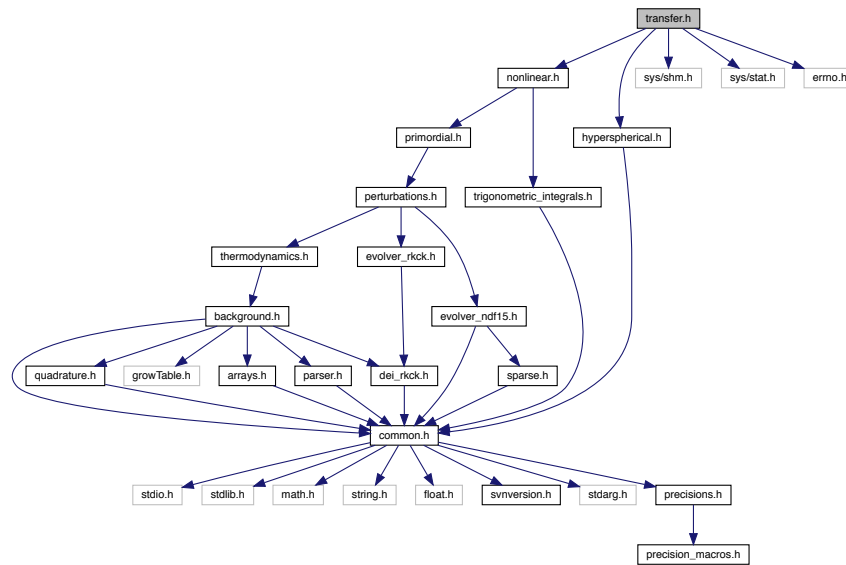 transfer.h
nonlinear.h
sys/shm.h
sys/stat.h
errno.h
primordial.h
hyperspherical.h
perturbations.h
trigonometric_integrals.h
thermodynamics.h
evolver_rkck.h
background.h
evolver_ndf15.h
quadrature.h
growTable.h
arrays.h
parser.h
dei_rkck.h
sparse.h
common.h
stdio.h
stdlib.h
math.h
string.h
float.h
svnversion.h
stdarg.h
precisions.h
precision_macros.h